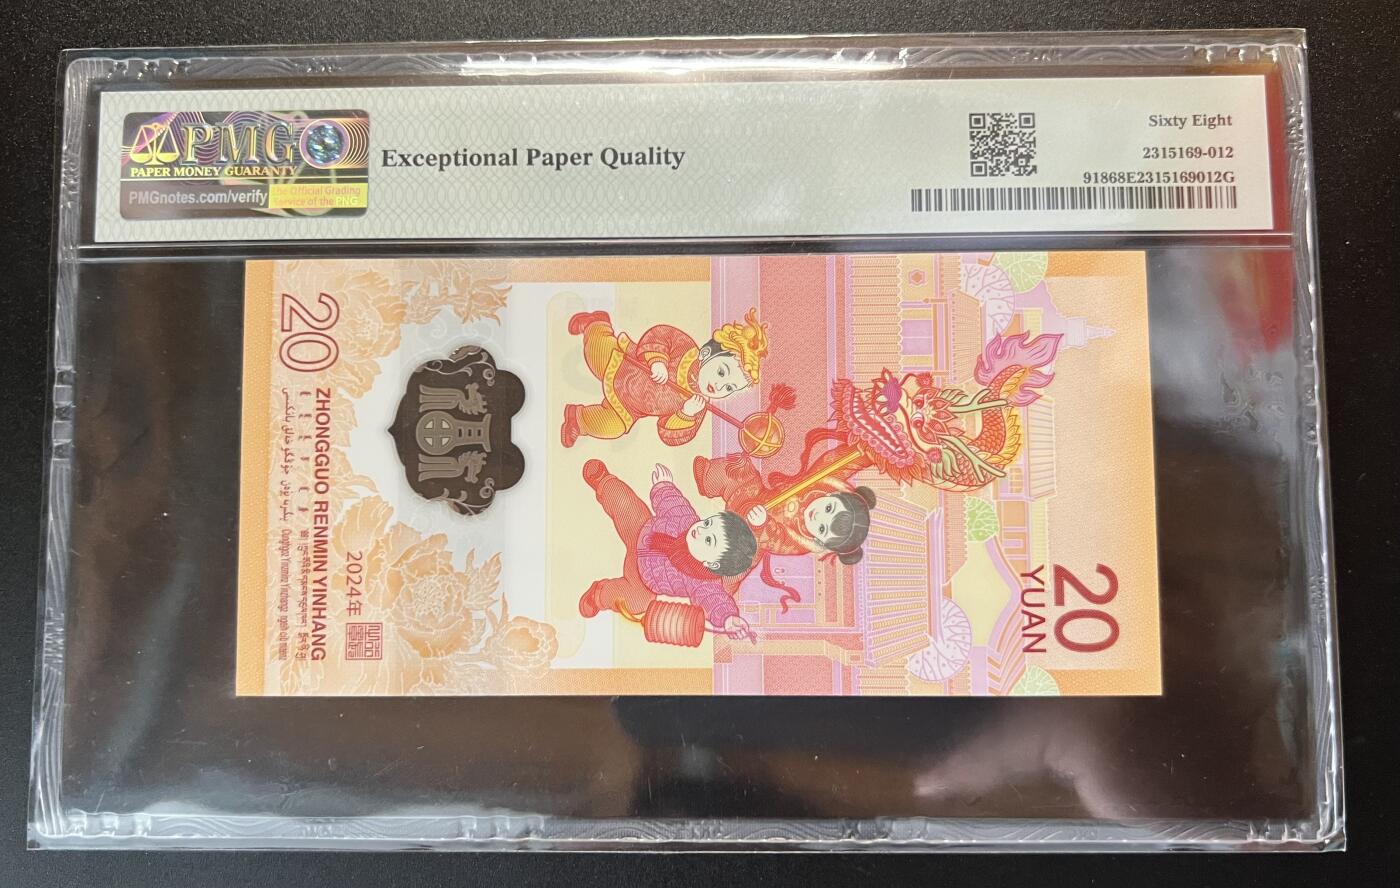 PMG
PAPER MONEY GUARANTY
PMGnotes.com/verify
The Official Grading
Service of the PNG
Exceptional Paper Quality
Sixty Eight
2315169-012
91868E2315169012G
20
ZHONGGUO RENMIN YINHANG
2024年
20
YUAN